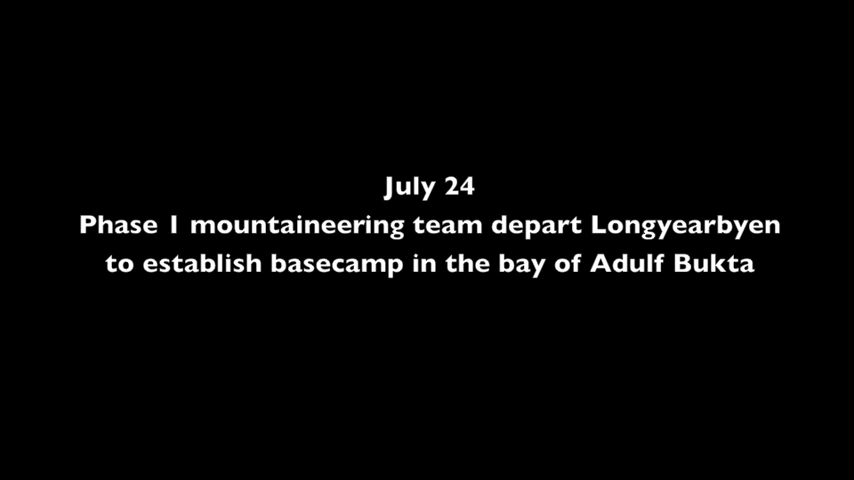 July 24
Phase 1 mountaineering team depart Longyearbyen
to establish basecamp in the bay of Adulf Bukta